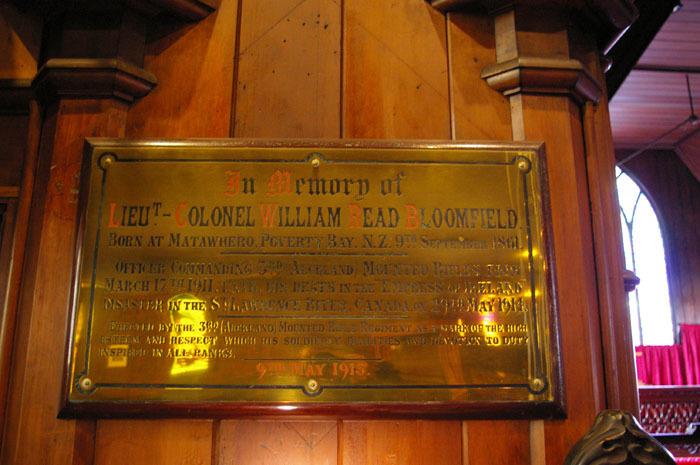 In Memory of
LIEUT- COLONEL WILLIAM READ BLOOMFIELD.
BORN AT MATAWHERO, POVERTY BAY, N.Z. 9TH SEPTEMBER 1861.
OFFICER COMMANDING 3RD AUCKLAND MOUNTED RIFLES FROM
MARCH 17TH 1911, MET HIS DEATH IN THE EMPRESS OF IRELAND
DISASTER IN THE ST LAWRENCE RIVER, CANADA, ON 29TH MAY 1914.
ERECTED BY THE 3RD (AUCKLAND) MOUNTED RIFLE REGIMENT AS A MARK OF THE HIGH
ESTEEM AND RESPECT WHICH HIS SOLDIERLY QUALITIES AND DEVOTION TO DUTY
INSPIRED IN ALL RANKS.
9TH MAY 1915.